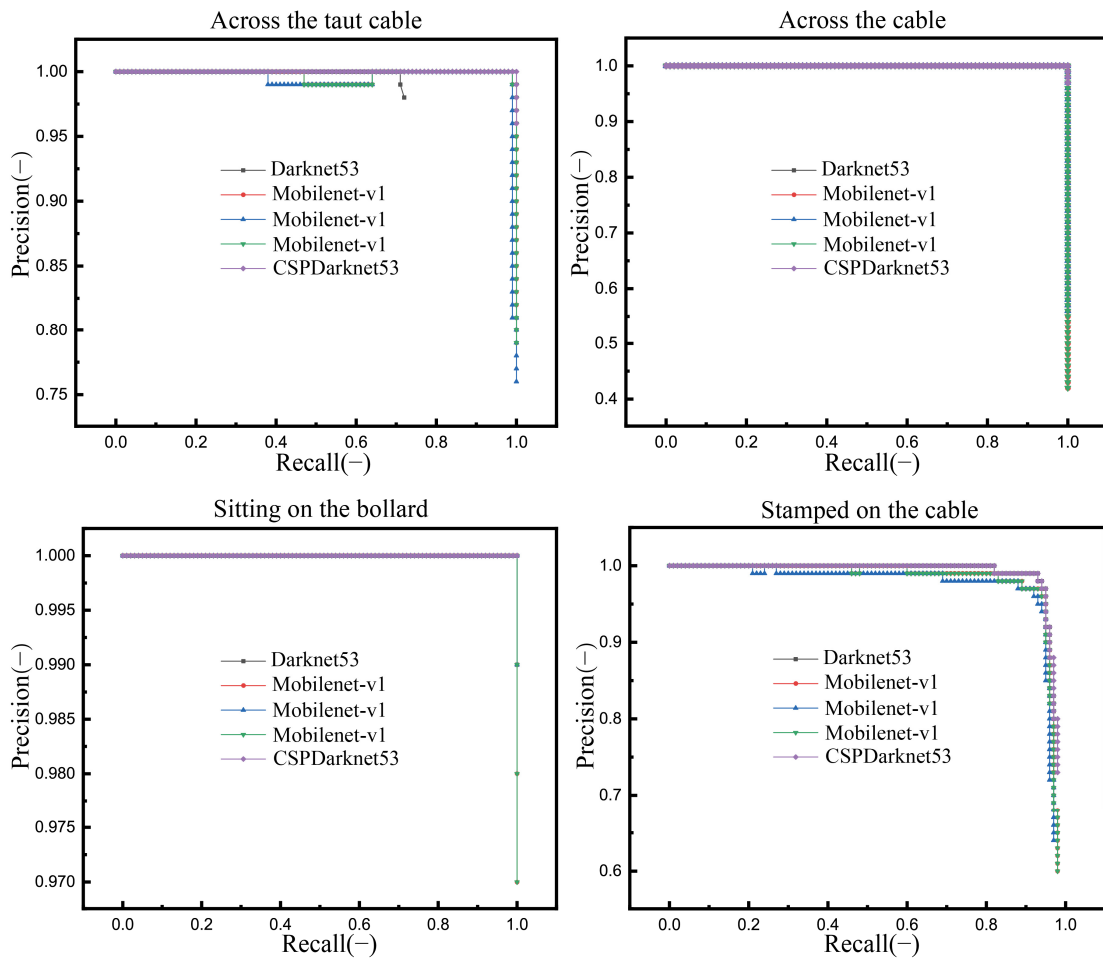 Across the taut cable
1.00
0.95
0.90
0.85
0.80
0.75
Precision(−)
Darknet53
Mobilenet-v1
Mobilenet-v1
Mobilenet-v1
CSPDarknet53
0.0 0.2 0.4 0.6 0.8 1.0
Recall(−)
Across the cable
1.0
0.9
0.8
0.7
0.6
0.5
0.4
Precision(−)
Darknet53
Mobilenet-v1
Mobilenet-v1
Mobilenet-v1
CSPDarknet53
0.0 0.2 0.4 0.6 0.8 1.0
Recall(−)
Sitting on the bollard
1.000
0.995
0.990
0.985
0.980
0.975
0.970
Precision(−)
Darknet53
Mobilenet-v1
Mobilenet-v1
Mobilenet-v1
CSPDarknet53
0.0 0.2 0.4 0.6 0.8 1.0
Recall(−)
Stamped on the cable
1.0
0.9
0.8
0.7
0.6
Precision(−)
Darknet53
Mobilenet-v1
Mobilenet-v1
Mobilenet-v1
CSPDarknet53
0.0 0.2 0.4 0.6 0.8 1.0
Recall(−)